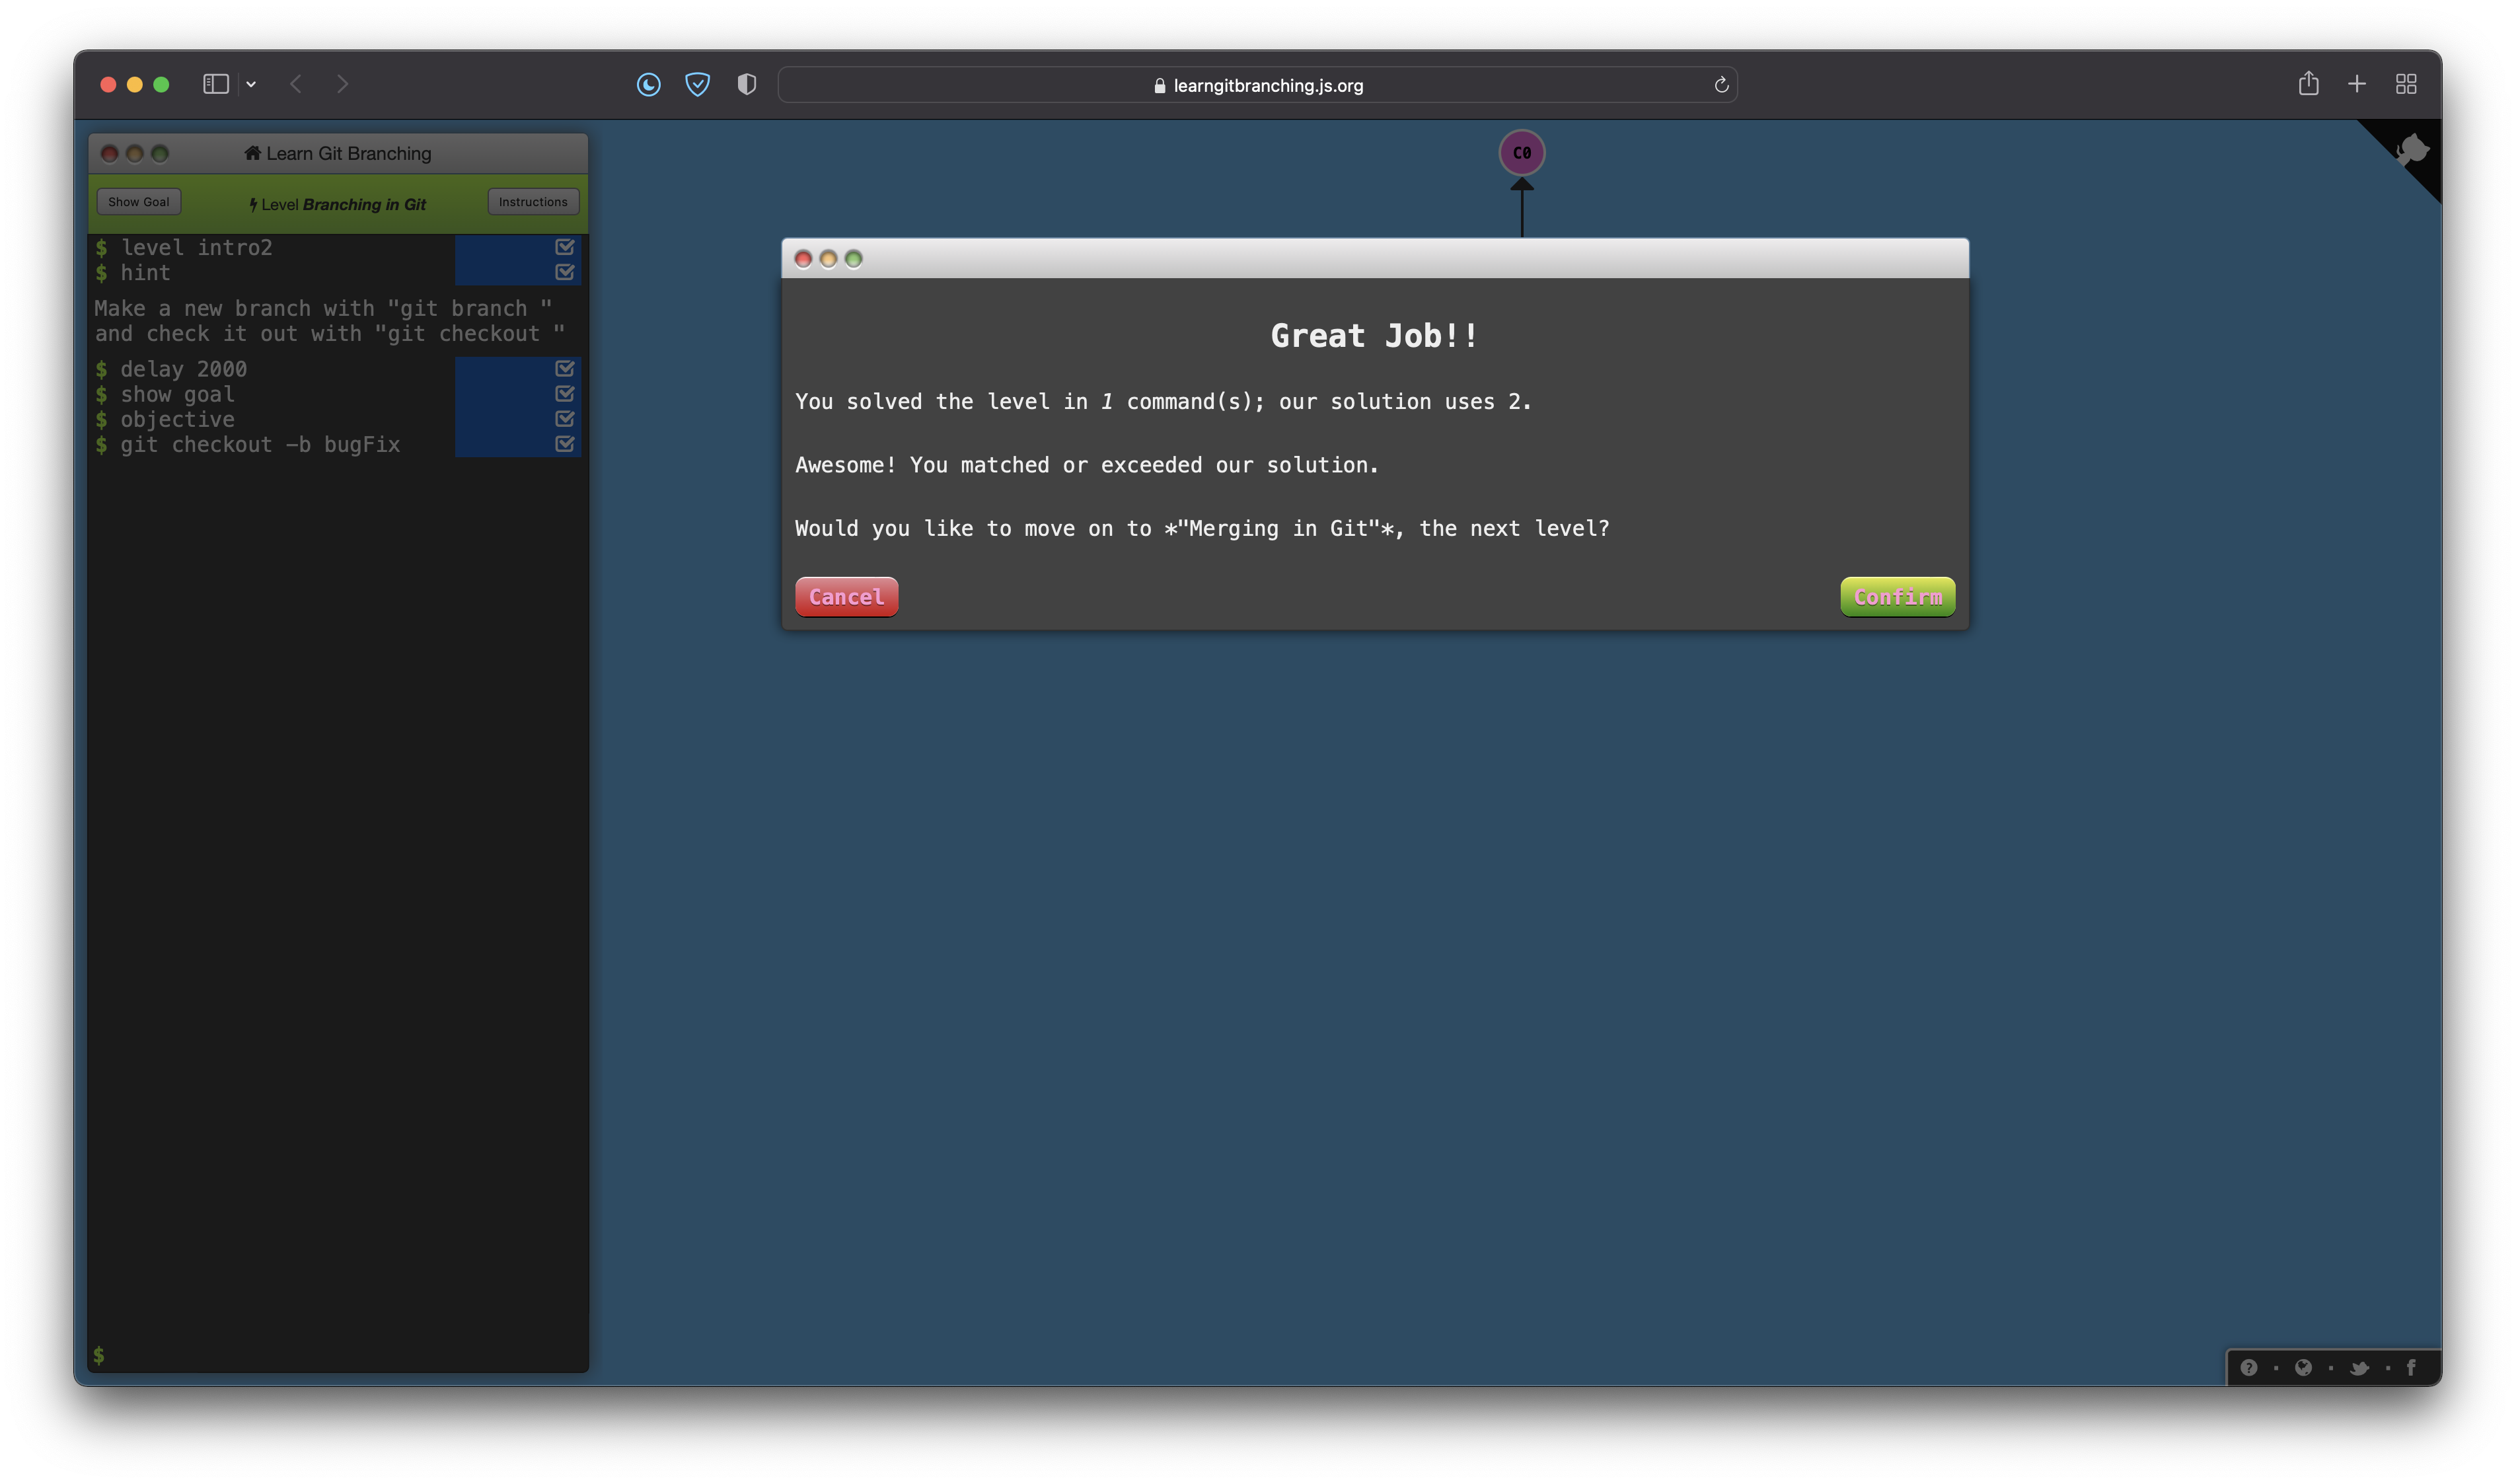 learngitbranching.js.org
Learn Git Branching
Show Goal
Level Branching in Git
Instructions
$ level intro2
$ hint
Make a new branch with "git branch "
and check it out with "git checkout "
$ delay 2000
$ show goal
$ objective
$ git checkout -b bugFix
$
C0
Great Job!!
You solved the level in 1 command(s); our solution uses 2.
Awesome! You matched or exceeded our solution.
Would you like to move on to *"Merging in Git"*, the next level?
Cancel
Confirm